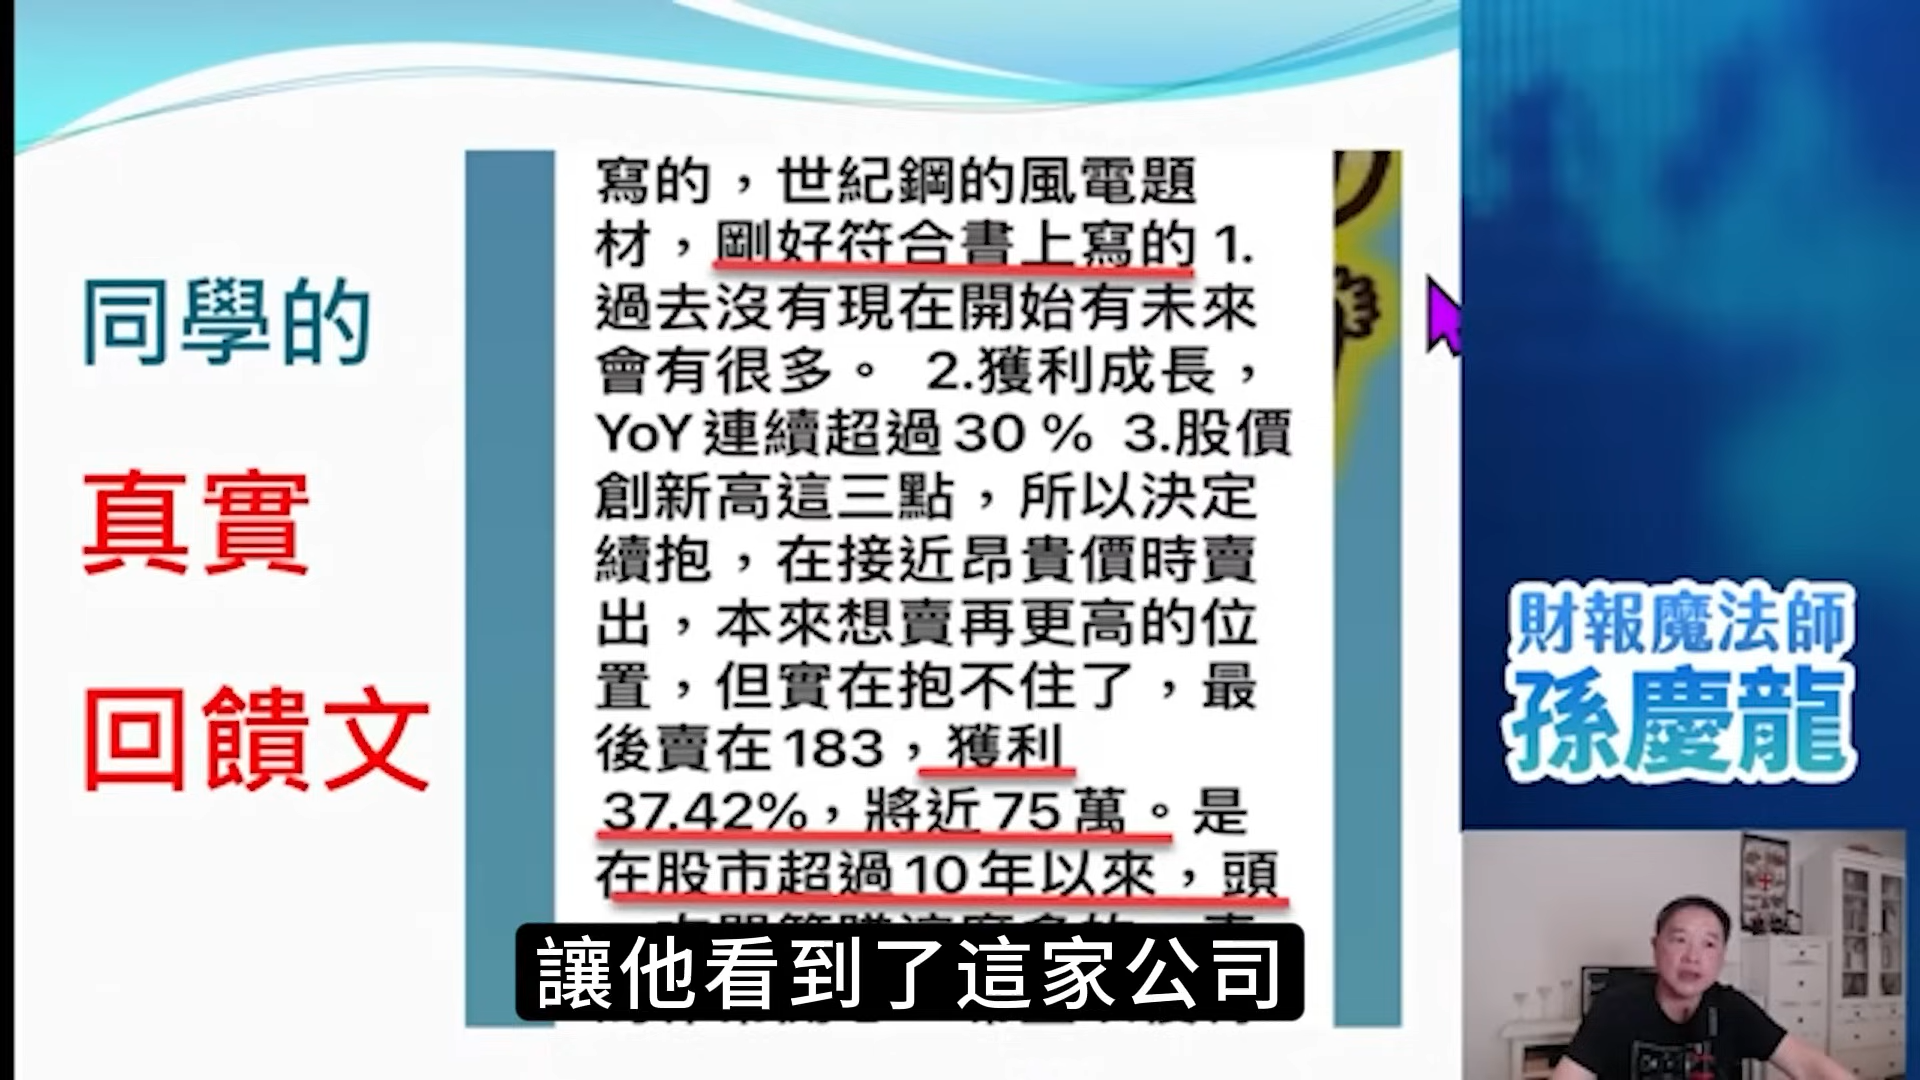 同學的
真實
回饋文
寫的，世紀鋼的風電題
材，剛好符合書上寫的 1.
過去沒有現在開始有未來
會有很多。 2.獲利成長，
YoY連續超過30% 3.股價
創新高這三點，所以決定
續抱，在接近昂貴價時賣
出，本來想賣再更高的位
置，但實在抱不住了，最
後賣在183，獲利
37.42%，將近75萬。是
在股市超過10年以來，頭
讓他看到了這家公司
財報魔法師
孫慶龍